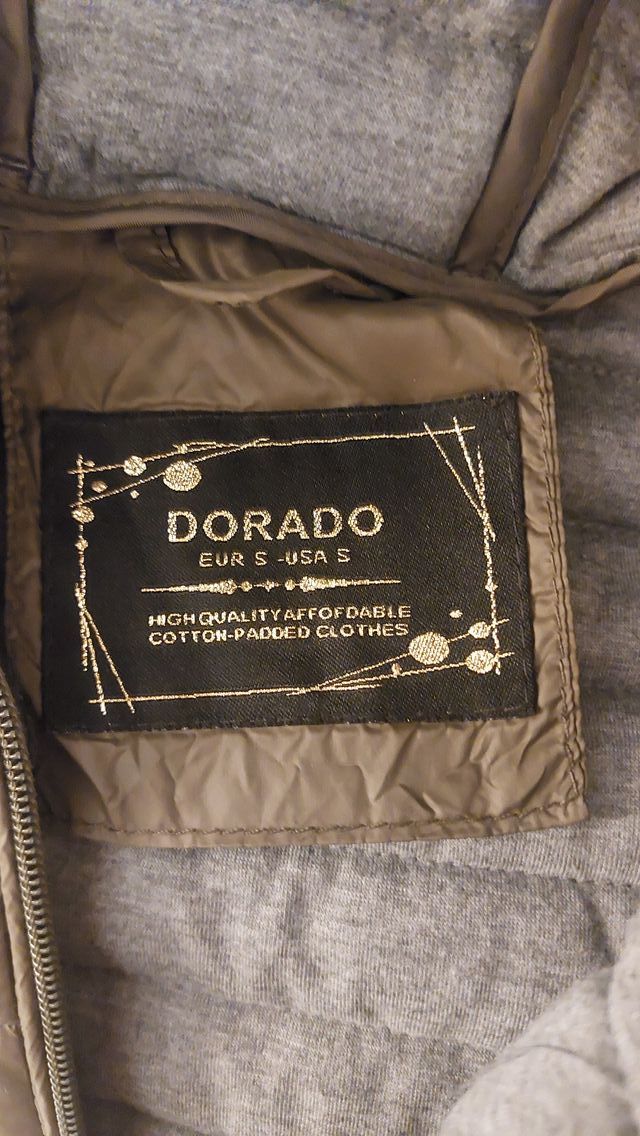 DORADO
EUR S -USA S
HIGH QUALITY AFFOFDABLE
COTTON-PADDED CLOTHES